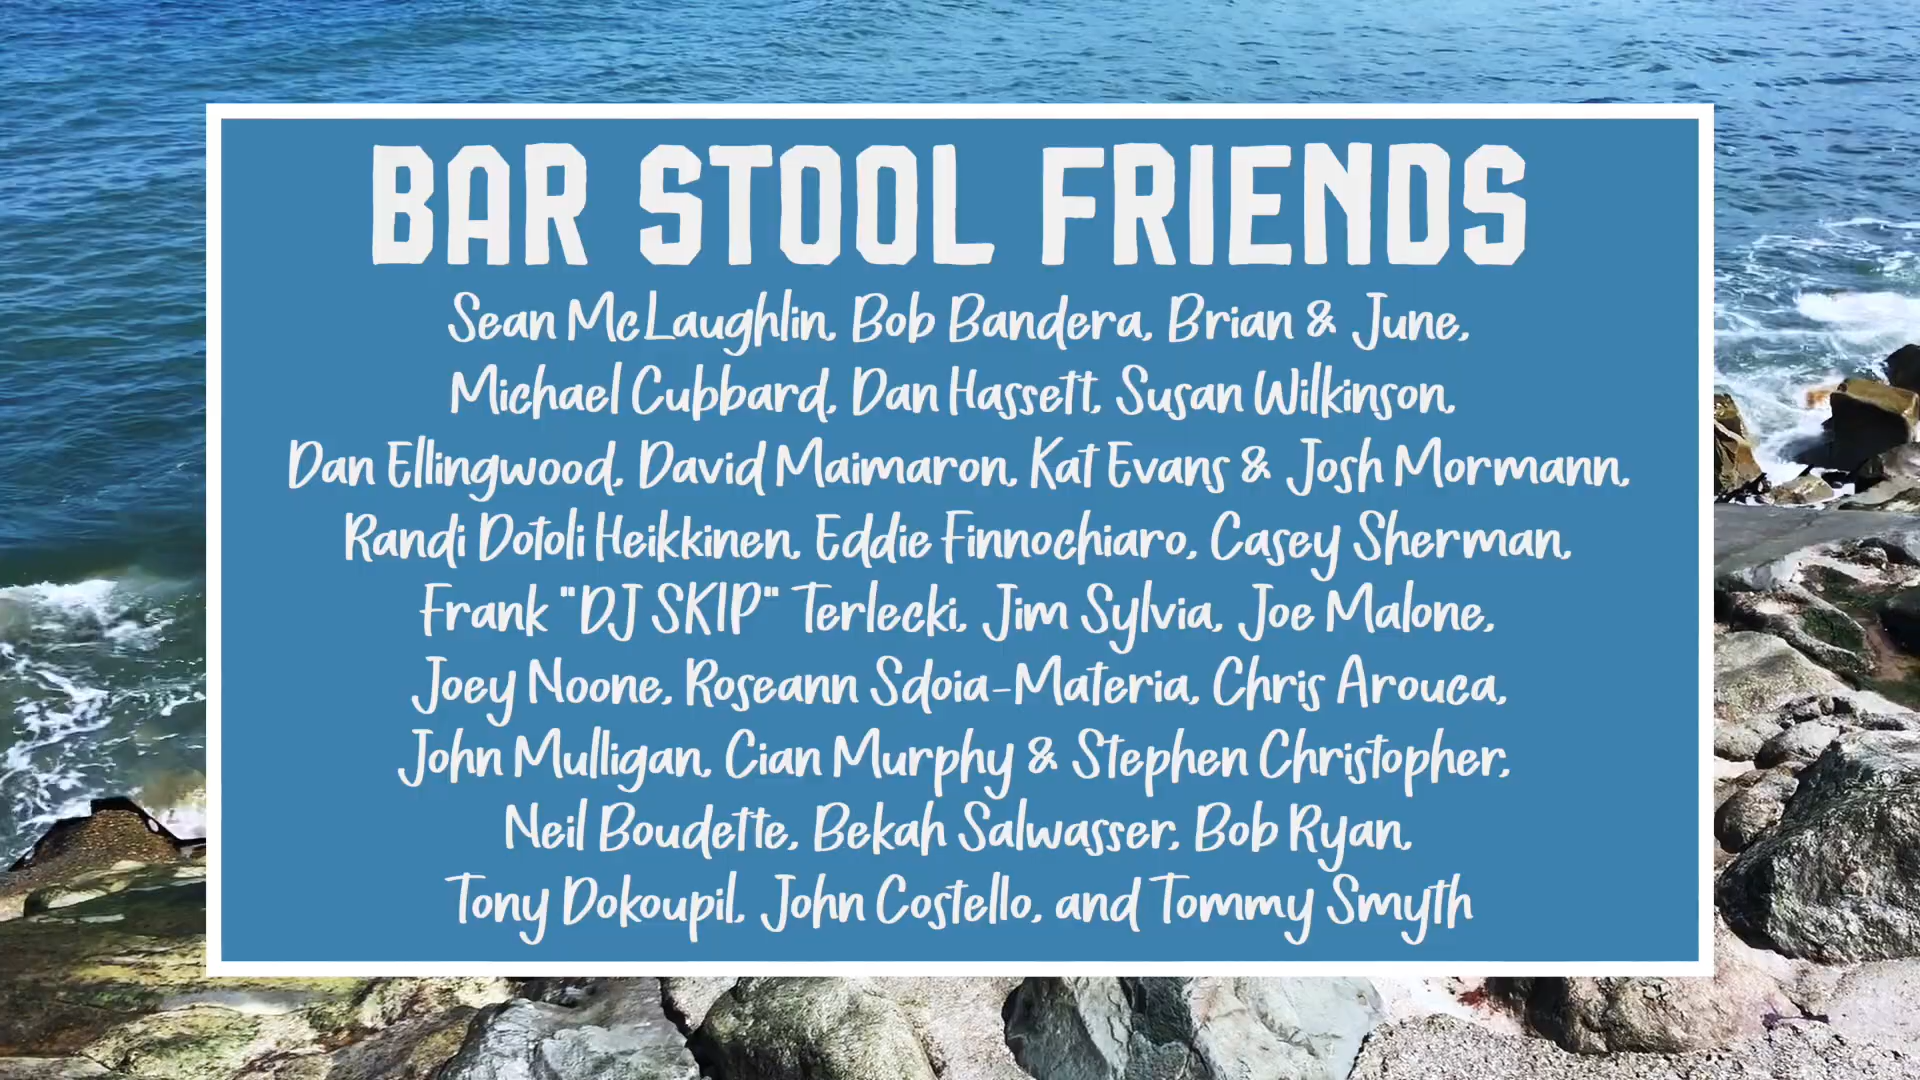 BAR STOOL FRIENDS
Sean McLaughlin, Bob Bandera, Brian & June,
Michael Cubbard, Dan Hassett, Susan Wilkinson,
Dan Ellingwood, David Maimaron, Kat Evans & Josh Mormann,
Randi Dotoli Heikkinen, Eddie Finnochiaro, Casey Sherman,
Frank "DJ SKIP" Terlecki, Jim Sylvia, Joe Malone,
Joey Noone, Roseann Sdoia-Materia, Chris Arouca,
John Mulligan, Cian Murphy & Stephen Christopher,
Neil Boudette, Bekah Salwasser, Bob Ryan,
Tony Dokoupil, John Costello, and Tommy Smyth